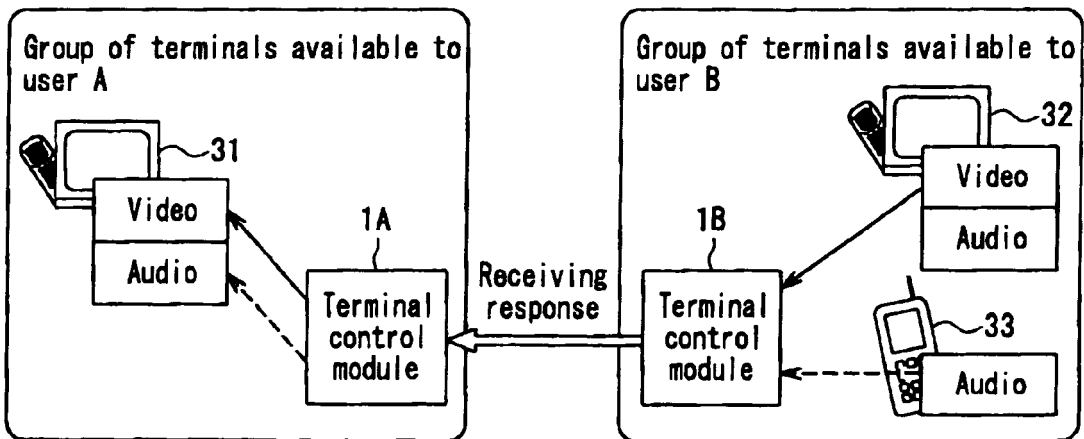 Group of terminals available to
user A
31
Video
Audio
1A
Terminal
control
module
Receiving
response
Group of terminals available to
user B
32
Video
Audio
1B
Terminal
control
module
33
Audio